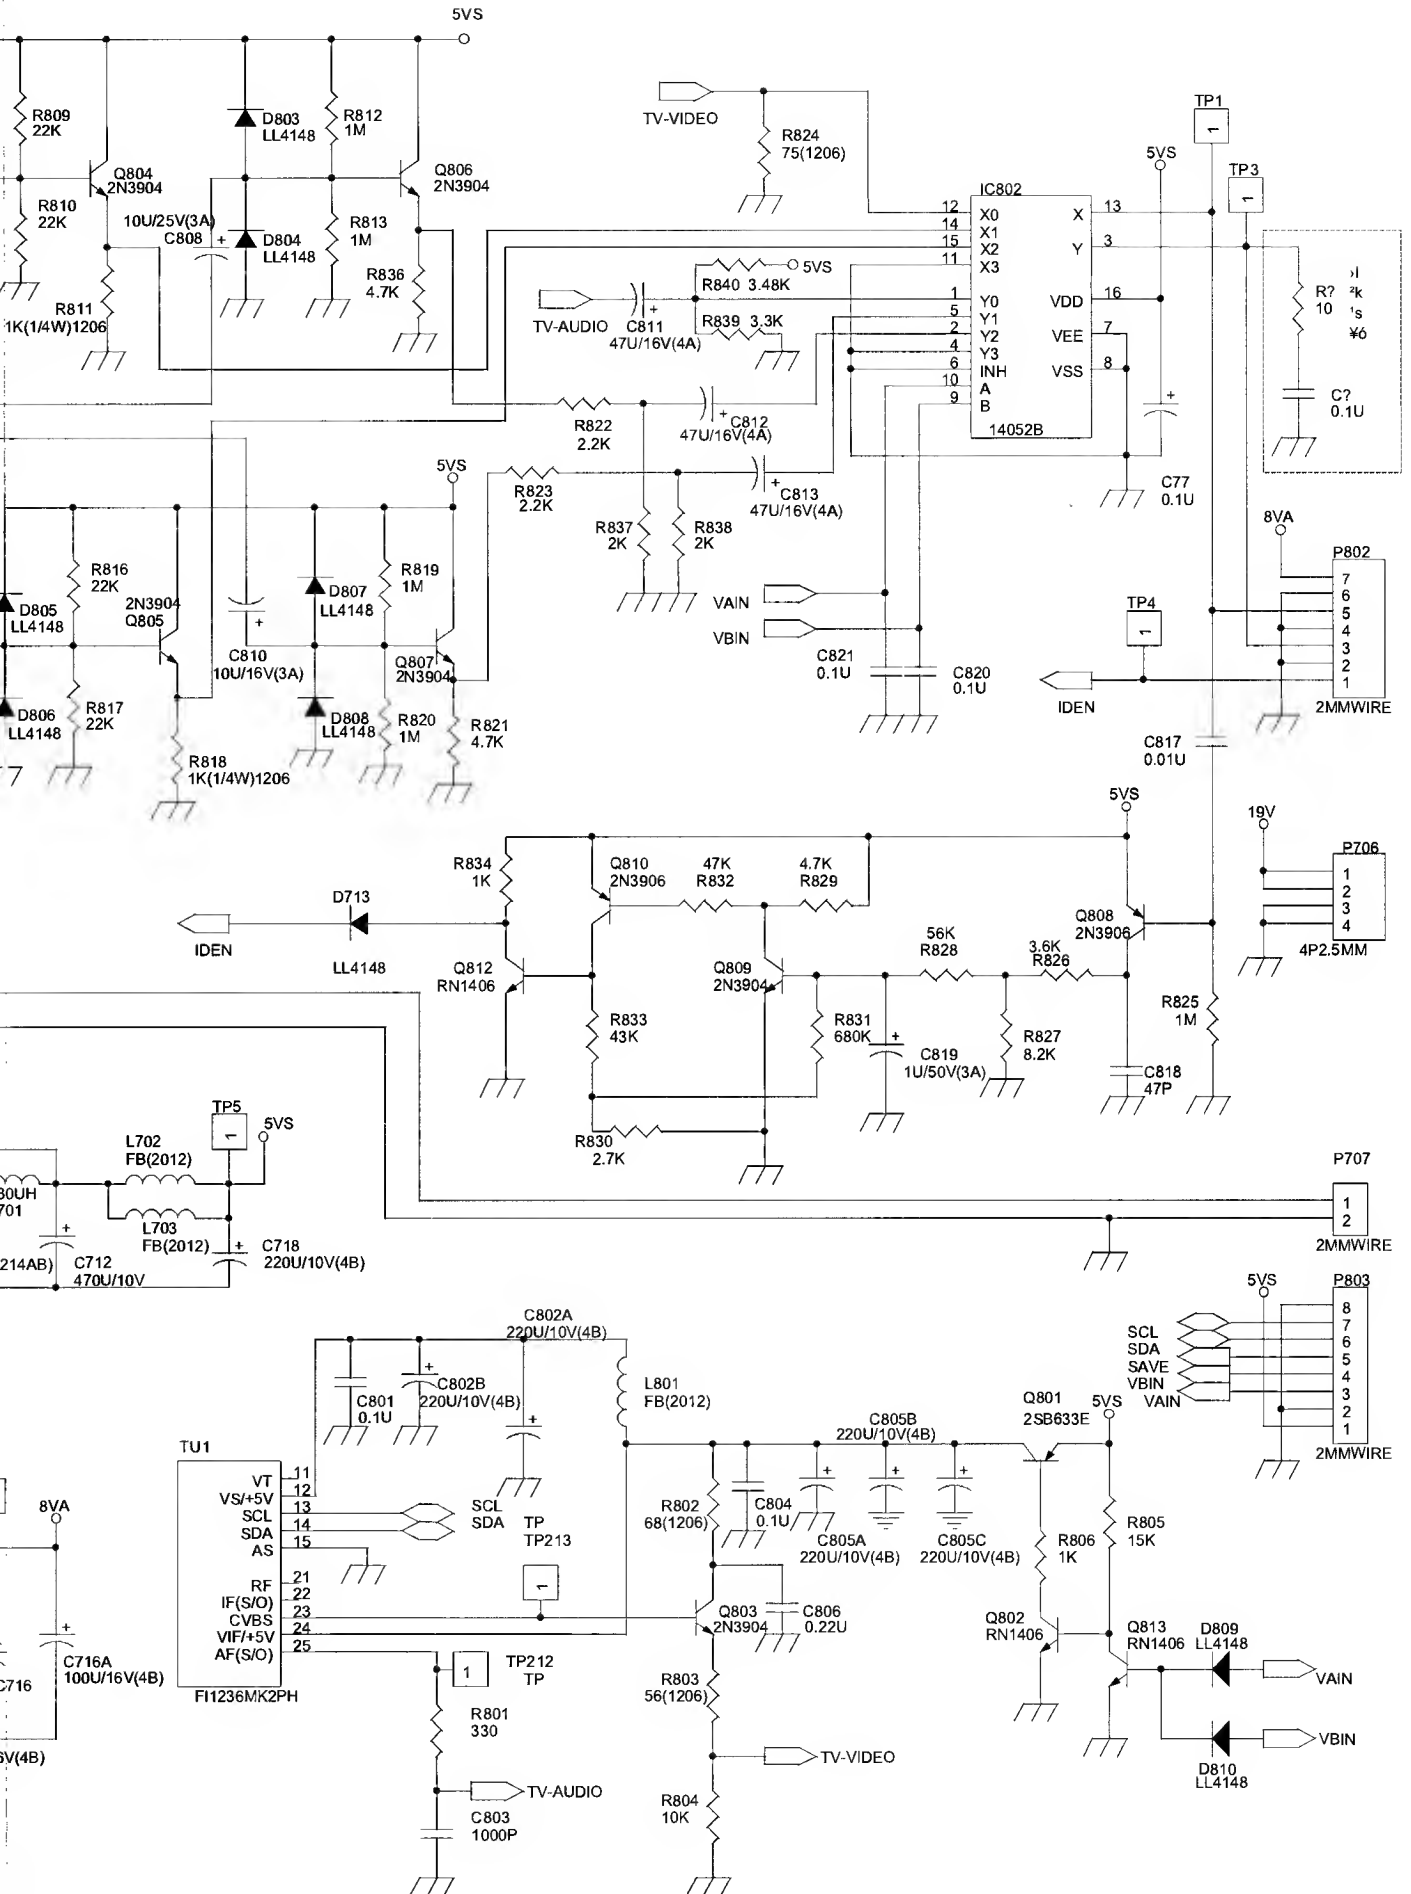 5VS
R809
22K
Q804
2N3904
R810
22K
10U/25V(3A)
C808
+
R811
1K(1/4W)1206
D803
LL4148
R812
1M
Q806
2N3904
D804
LL4148
R813
1M
R836
4.7K
TV-VIDEO
R824
75(1206)
TP1
1
5VS
TP3
1
IC802
12 X0 X 13
14 X1
15 X2 Y 3
11 X3
1 Y0 VDD 16
5 Y1
2 Y2 VEE 7
4 Y3
6 INH VSS 8
10 A
9 B
14052B
R840 3.48K
5VS
TV-AUDIO
C811
+
47U/16V(4A)
R839 3.3K
R?
10
C?
0.1U
R822
2.2K
C812
+
47U/16V(4A)
R823
2.2K
C813
+
47U/16V(4A)
+
C77
0.1U
R837
2K
R838
2K
VAIN
VBIN
C821
0.1U
C820
0.1U
5VS
R816
22K
2N3904
Q805
D805
LL4148
D806
LL4148
R817
22K
R818
1K(1/4W)1206
C810
+
10U/16V(3A)
D807
LL4148
R819
1M
Q807
2N3904
D808
LL4148
R820
1M
R821
4.7K
8VA
P802
7
6
5
4
3
2
1
2MMWIRE
TP4
1
IDEN
C817
0.01U
5VS
19V
P706
1
2
3
4
4P2.5MM
R834
1K
Q810
2N3906
47K
R832
4.7K
R829
D713
LL4148
IDEN
Q812
RN1406
Q809
2N3904
56K
R828
3.6K
R826
Q808
2N3906
R833
43K
R831
680K
+
C819
1U/50V(3A)
R827
8.2K
R825
1M
C818
47P
R830
2.7K
TP5
1
5VS
L702
FB(2012)
L703
FB(2012)
+
C712
470U/10V
+
C718
220U/10V(4B)
P707
1
2
2MMWIRE
5VS
P803
8
7
6
5
4
3
2
1
2MMWIRE
SCL
SDA
SAVE
VBIN
VAIN
C802A
220U/10V(4B)
C801
0.1U
+
C802B
220U/10V(4B)
+
L801
FB(2012)
TU1
VT 11
VS/+5V 12
SCL 13
SDA 14
AS 15
RF 21
IF(S/O) 22
CVBS 23
VIF/+5V 24
AF(S/O) 25
FI1236MK2PH
SCL
SDA
TP
TP213
1
R802
68(1206)
C804
0.1U
+
C805A
220U/10V(4B)
C805B
220U/10V(4B)
+
+
C805C
220U/10V(4B)
Q801
2SB633E
5VS
R806
1K
R805
15K
8VA
+
C716A
100U/16V(4B)
C716
1
TP212
TP
R801
330
TV-AUDIO
C803
1000P
Q803
2N3904
C806
0.22U
R803
56(1206)
TV-VIDEO
R804
10K
Q802
RN1406
Q813
RN1406
D809
LL4148
VAIN
D810
LL4148
VBIN